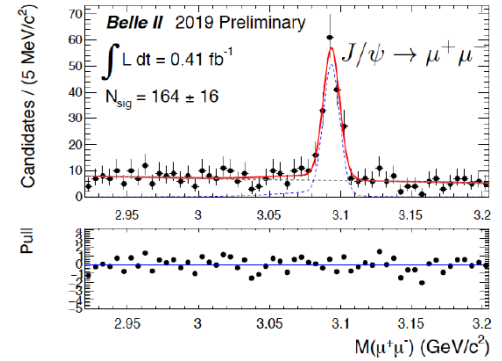 Belle II 2019 Preliminary
∫ L dt = 0.41 fb⁻¹
N_sig = 164 ± 16
J/ψ → μ⁺ μ⁻
Candidates / (5 MeV/c²)
70
60
50
40
30
20
10
0
2.95 3 3.05 3.1 3.15 3.2
Pull
4
3
2
1
0
-1
-2
-3
-4
-5
2.95 3 3.05 3.1 3.15 3.2
M(μ⁺μ⁻) (GeV/c²)